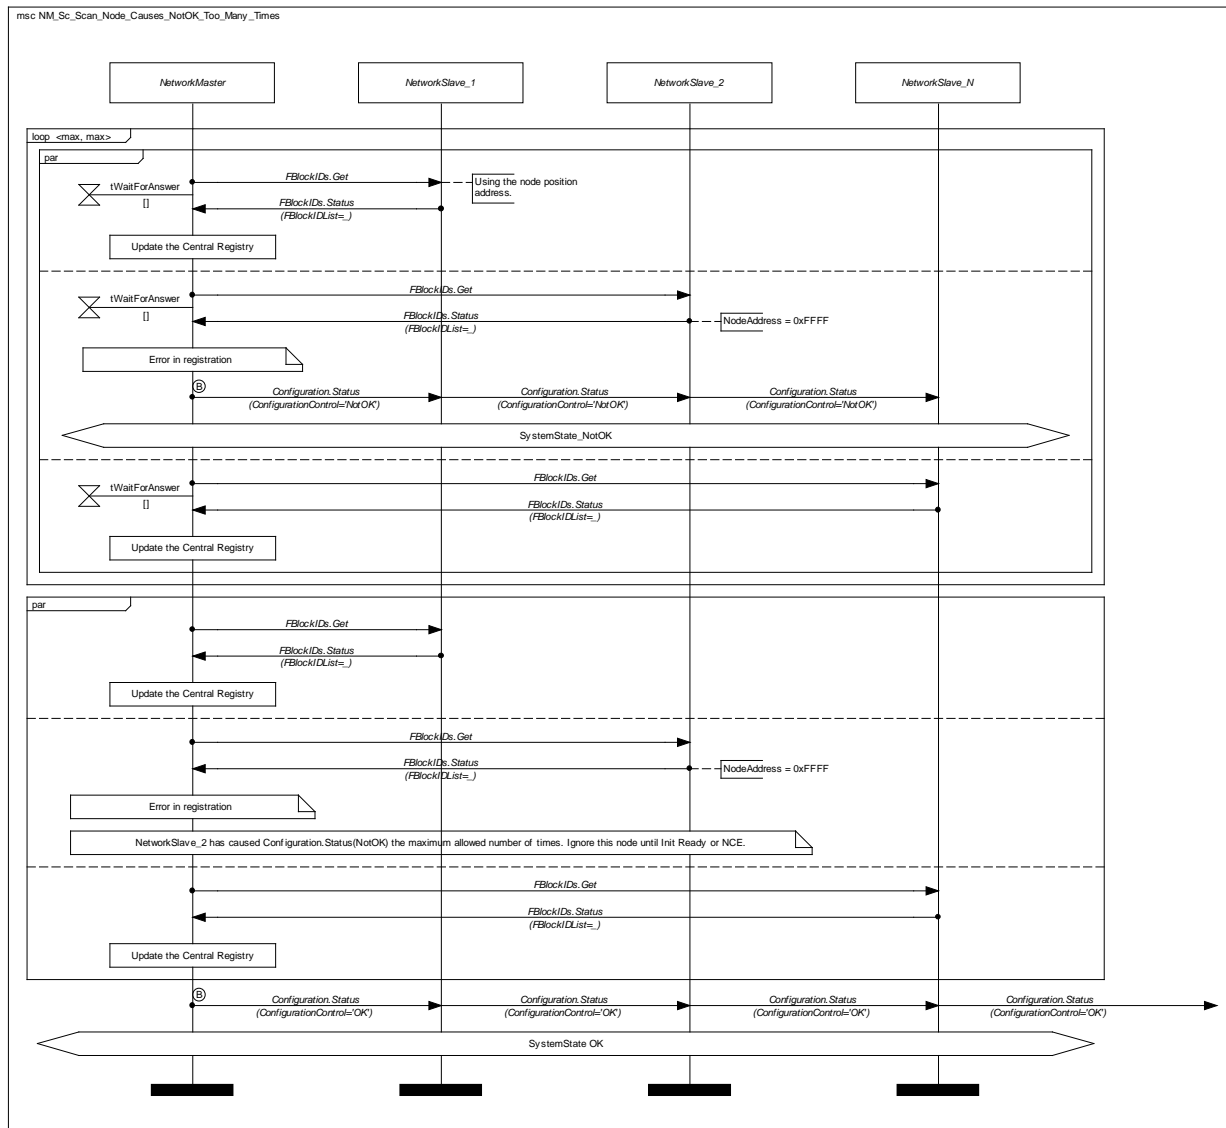 msc NM_Sc_Scan_Node_Causes_NotOK_Too_Many_Times
NetworkMaster
NetworkSlave_1
NetworkSlave_2
NetworkSlave_N
loop <max, max>
par
FBlockIDs.Get
Using the node position
address.
tWaitForAnswer
[]
FBlockIDs.Status
(FBlockIDList=_)
Update the Central Registry
FBlockIDs.Get
tWaitForAnswer
[]
FBlockIDs.Status
(FBlockIDList=_)
NodeAddress = 0xFFFF
Error in registration
B
Configuration.Status
(ConfigurationControl='NotOK')
Configuration.Status
(ConfigurationControl='NotOK')
Configuration.Status
(ConfigurationControl='NotOK')
SystemState_NotOK
FBlockIDs.Get
tWaitForAnswer
[]
FBlockIDs.Status
(FBlockIDList=_)
Update the Central Registry
par
FBlockIDs.Get
FBlockIDs.Status
(FBlockIDList=_)
Update the Central Registry
FBlockIDs.Get
FBlockIDs.Status
(FBlockIDList=_)
NodeAddress = 0xFFFF
Error in registration
NetworkSlave_2 has caused Configuration.Status(NotOK) the maximum allowed number of times. Ignore this node until Init Ready or NCE.
FBlockIDs.Get
FBlockIDs.Status
(FBlockIDList=_)
Update the Central Registry
B
Configuration.Status
(ConfigurationControl='OK')
Configuration.Status
(ConfigurationControl='OK')
Configuration.Status
(ConfigurationControl='OK')
Configuration.Status
(ConfigurationControl='OK')
SystemState OK